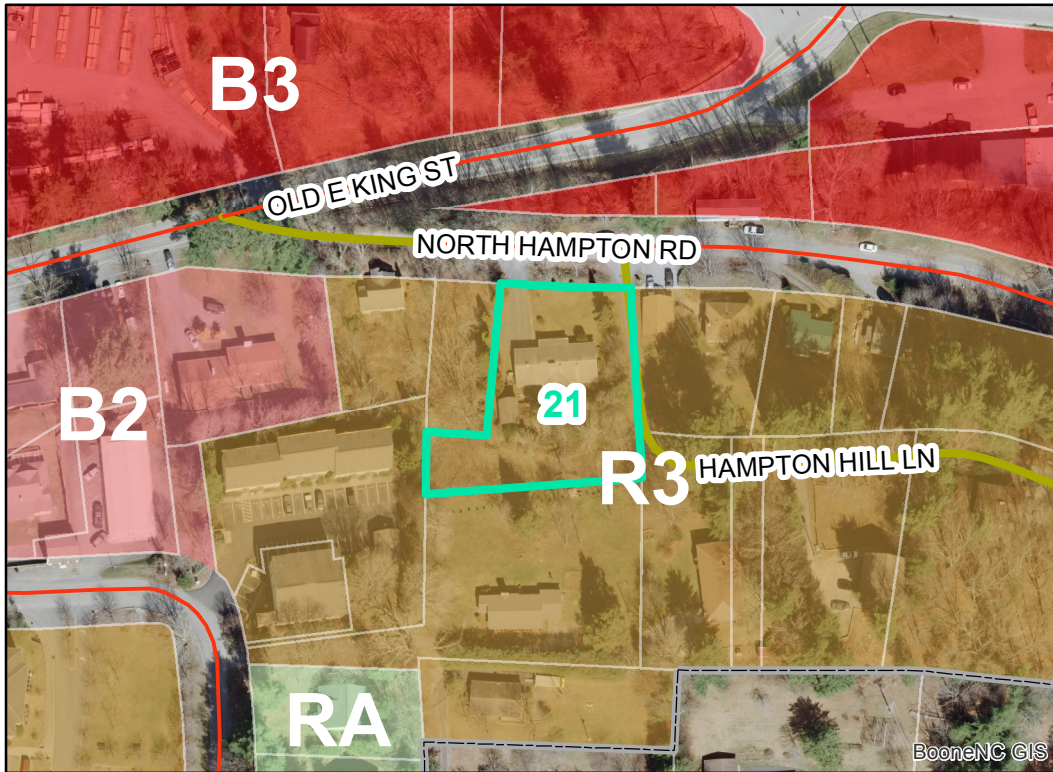 B3
OLD E KING ST
NORTH HAMPTON RD
B2
21
R3
HAMPTON HILL LN
RA
BooneNC GIS